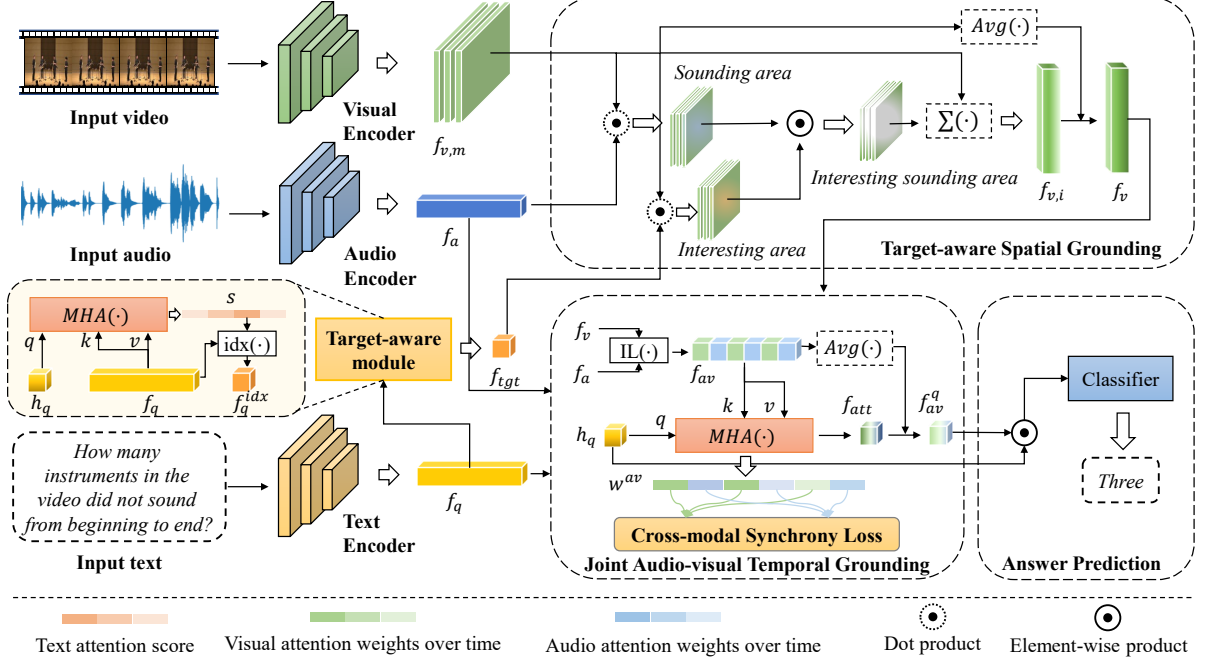 Input video
Visual
Encoder
f_{v,m}
Sounding area
Avg(·)
Σ(·)
Interesting sounding area
f_{v,i}
f_v
Interesting area
Target-aware Spatial Grounding
Input audio
Audio
Encoder
f_a
MHA(·)
s
q
k
v
idx(·)
h_q
f_q
f_q^{idx}
Target-aware
module
f_{tgt}
How many
instruments in the
video did not sound
from beginning to end?
Input text
Text
Encoder
f_q
f_v
f_a
IL(·)
f_{av}
Avg(·)
k
v
h_q
q
MHA(·)
f_{att}
f_{av}^q
w^{av}
Cross-modal Synchrony Loss
Joint Audio-visual Temporal Grounding
Classifier
Three
Answer Prediction
Text attention score
Visual attention weights over time
Audio attention weights over time
Dot product
Element-wise product